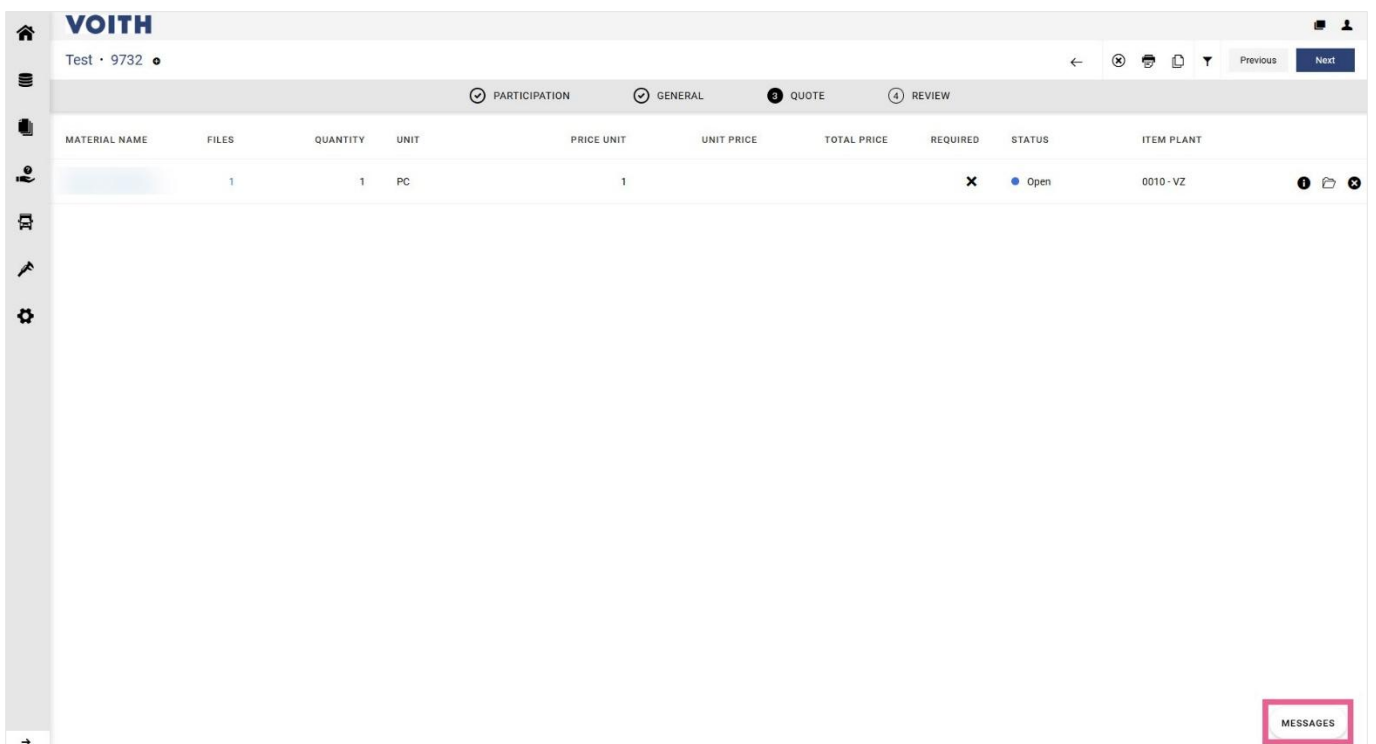 VOITH
Test · 9732
Previous
Next
PARTICIPATION
GENERAL
3 QUOTE
4 REVIEW
MATERIAL NAME FILES QUANTITY UNIT PRICE UNIT UNIT PRICE TOTAL PRICE REQUIRED STATUS ITEM PLANT
1 1 PC 1 Open 0010 - VZ
MESSAGES